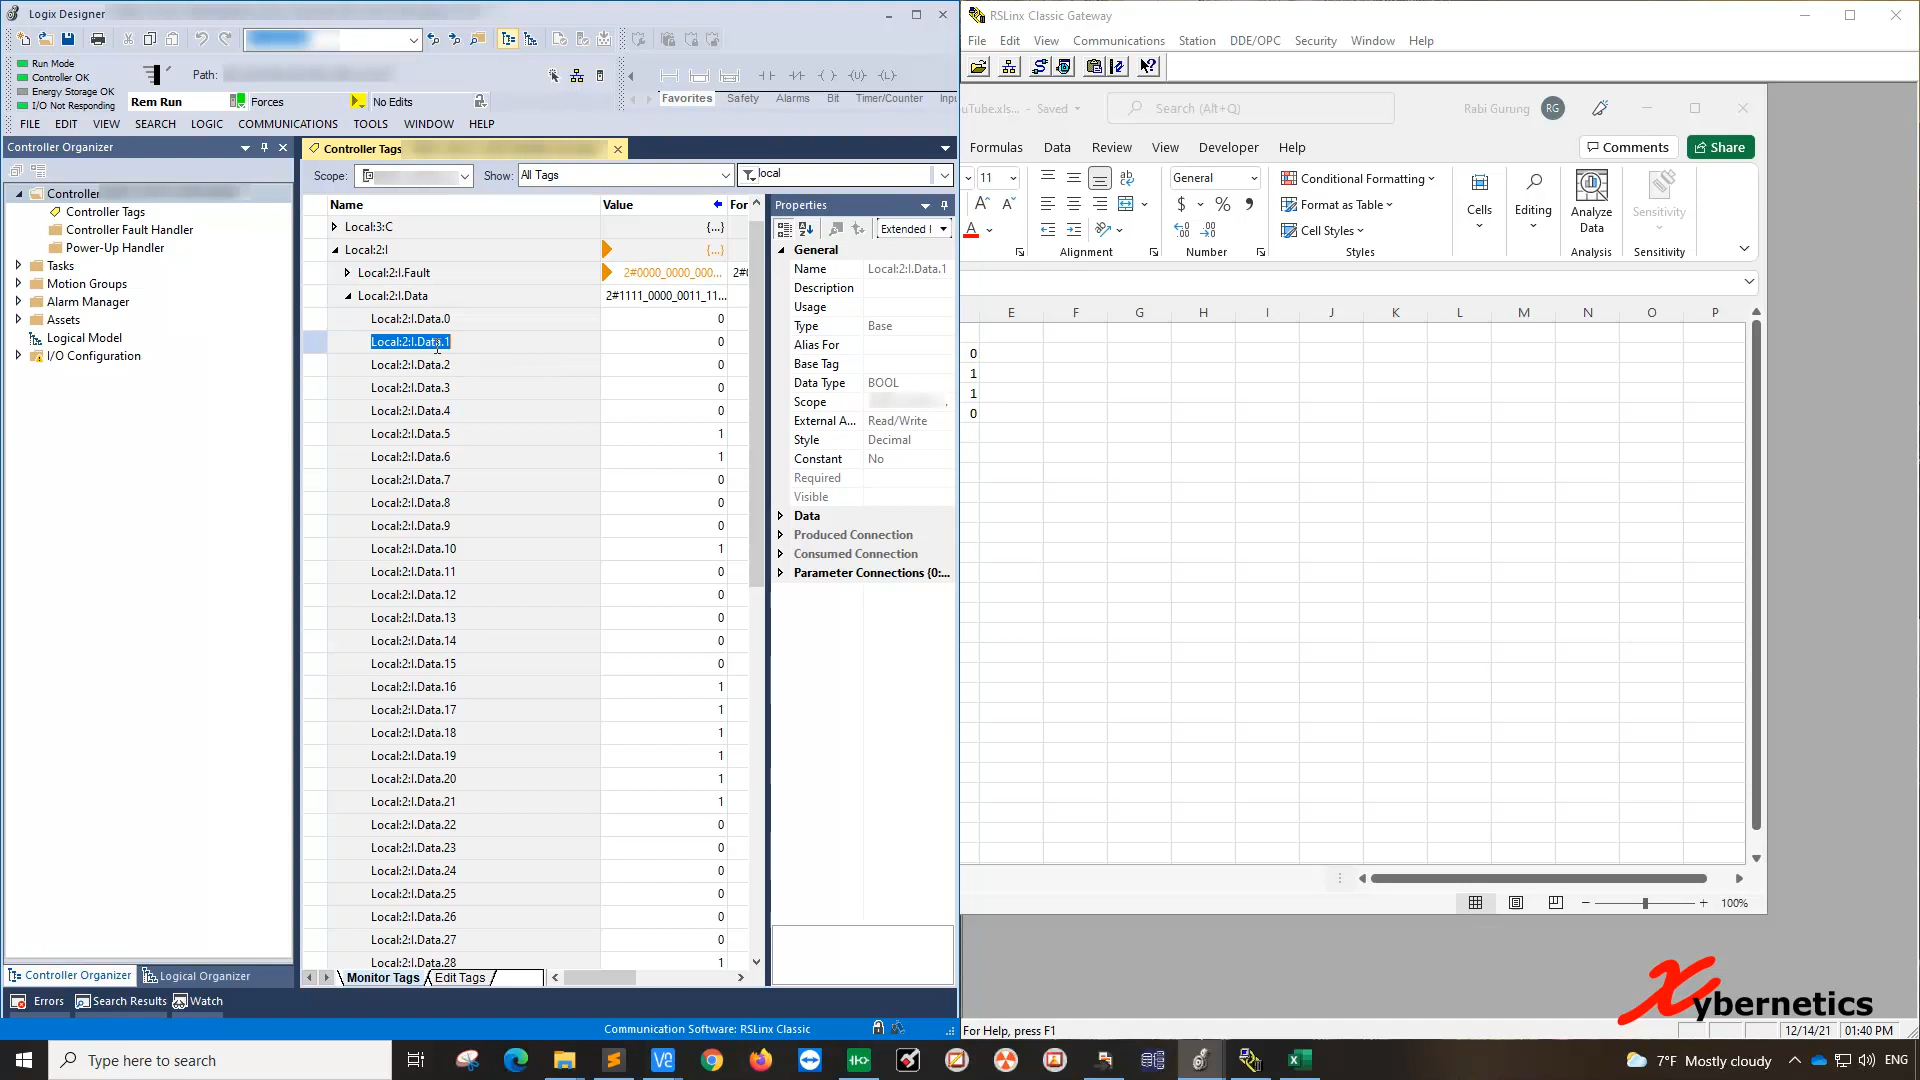 Logix Designer
Run Mode
Controller OK
Energy Storage OK
I/O Not Responding
Path:
Rem Run
Forces
No Edits
Favorites Safety Alarms Bit Timer/Counter Inpu
FILE EDIT VIEW SEARCH LOGIC COMMUNICATIONS TOOLS WINDOW HELP
Controller Organizer
Controller
Controller Tags
Controller Fault Handler
Power-Up Handler
Tasks
Motion Groups
Alarm Manager
Assets
Logical Model
I/O Configuration
Controller Organizer
Logical Organizer
Errors
Search Results
Watch
Controller Tags
Scope:
Show: All Tags
local
Name Value For
Local:3:C {...}
Local:2:I {...}
Local:2:I.Fault 2#0000_0000_000... 2#0
Local:2:I.Data 2#1111_0000_0011_11...
Local:2:I.Data.0 0
Local:2:I.Data.1 0
Local:2:I.Data.2 0
Local:2:I.Data.3 0
Local:2:I.Data.4 0
Local:2:I.Data.5 1
Local:2:I.Data.6 1
Local:2:I.Data.7 0
Local:2:I.Data.8 0
Local:2:I.Data.9 0
Local:2:I.Data.10 1
Local:2:I.Data.11 0
Local:2:I.Data.12 0
Local:2:I.Data.13 0
Local:2:I.Data.14 0
Local:2:I.Data.15 0
Local:2:I.Data.16 1
Local:2:I.Data.17 1
Local:2:I.Data.18 1
Local:2:I.Data.19 1
Local:2:I.Data.20 1
Local:2:I.Data.21 1
Local:2:I.Data.22 0
Local:2:I.Data.23 0
Local:2:I.Data.24 0
Local:2:I.Data.25 0
Local:2:I.Data.26 0
Local:2:I.Data.27 0
Local:2:I.Data.28 1
Monitor Tags Edit Tags
Communication Software: RSLinx Classic
Properties
Extended I
General
Name Local:2:I.Data.1
Description
Usage
Type Base
Alias For
Base Tag
Data Type BOOL
Scope
External A... Read/Write
Style Decimal
Constant No
Required
Visible
Data
Produced Connection
Consumed Connection
Parameter Connections {0:...
RSLinx Classic Gateway
File Edit View Communications Station DDE/OPC Security Window Help
uTube.xls... - Saved
Search (Alt+Q)
Rabi Gurung RG
Formulas Data Review View Developer Help
Comments Share
11
General
Conditional Formatting
Format as Table
Cell Styles
Cells
Editing
Analyze
Data
Sensitivity
Alignment Number Styles Analysis Sensitivity
E F G H I J K L M N O P
0
1
1
0
100%
For Help, press F1
12/14/21 01:40 PM
Xybernetics
Type here to search
7°F Mostly cloudy
ENG